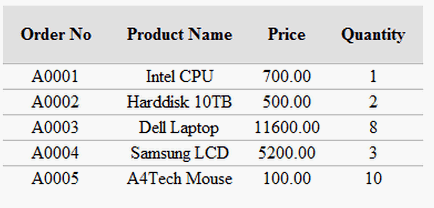 Order No Product Name Price Quantity
A0001 Intel CPU 700.00 1
A0002 Harddisk 10TB 500.00 2
A0003 Dell Laptop 11600.00 8
A0004 Samsung LCD 5200.00 3
A0005 A4Tech Mouse 100.00 10